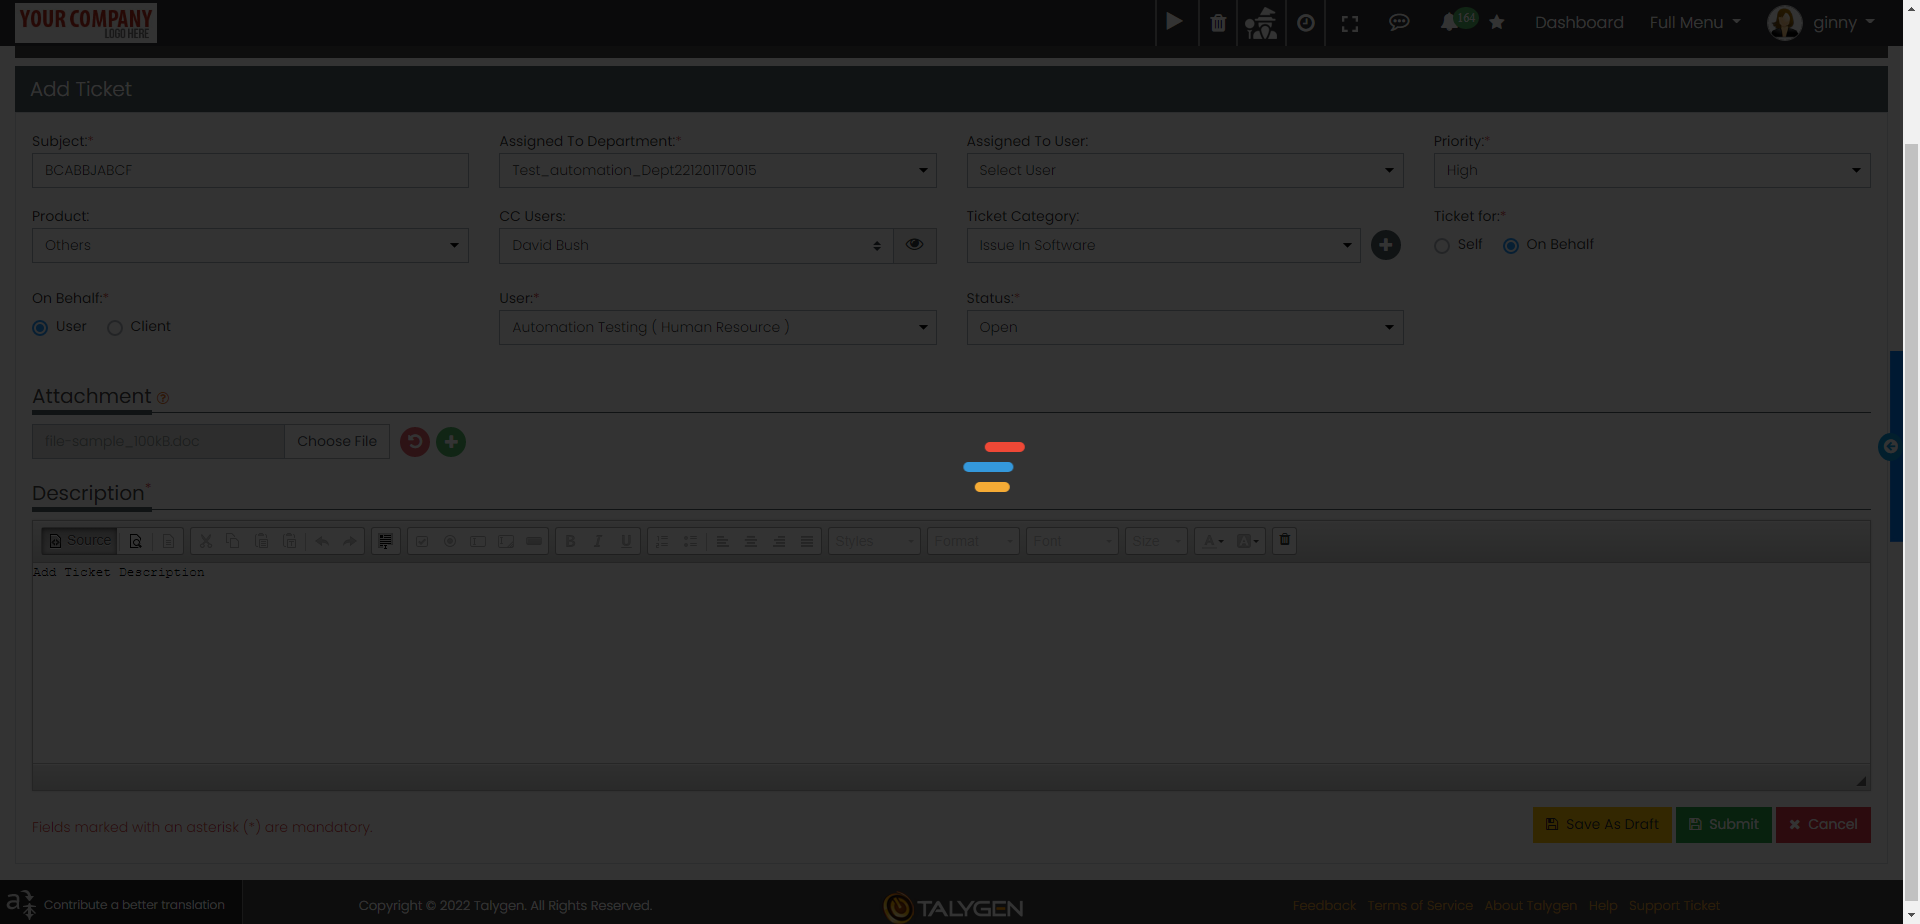 YOUR COMPANY
LOGO HERE
164
Dashboard
Full Menu
ginny
Add Ticket
Subject:*
Assigned To Department:*
Assigned To User:
Priority:*
BCABBJABCF
Test_automation_Dept221201170015
Select User
High
Product:
CC Users:
Ticket Category:
Ticket for:*
Others
David Bush
Issue In Software
Self
On Behalf
On Behalf:*
User:*
Status:*
User
Client
Automation Testing ( Human Resource )
Open
Attachment
file-sample_100kB.doc
Choose File
Description*
Source
B I U
Styles
Format
Font
Size
A
A
Add Ticket Description
Fields marked with an asterisk (*) are mandatory.
Save As Draft
Submit
Cancel
Contribute a better translation
Copyright © 2022 Talygen. All Rights Reserved.
TALYGEN
Feedback Terms of Service About Talygen Help Support Ticket